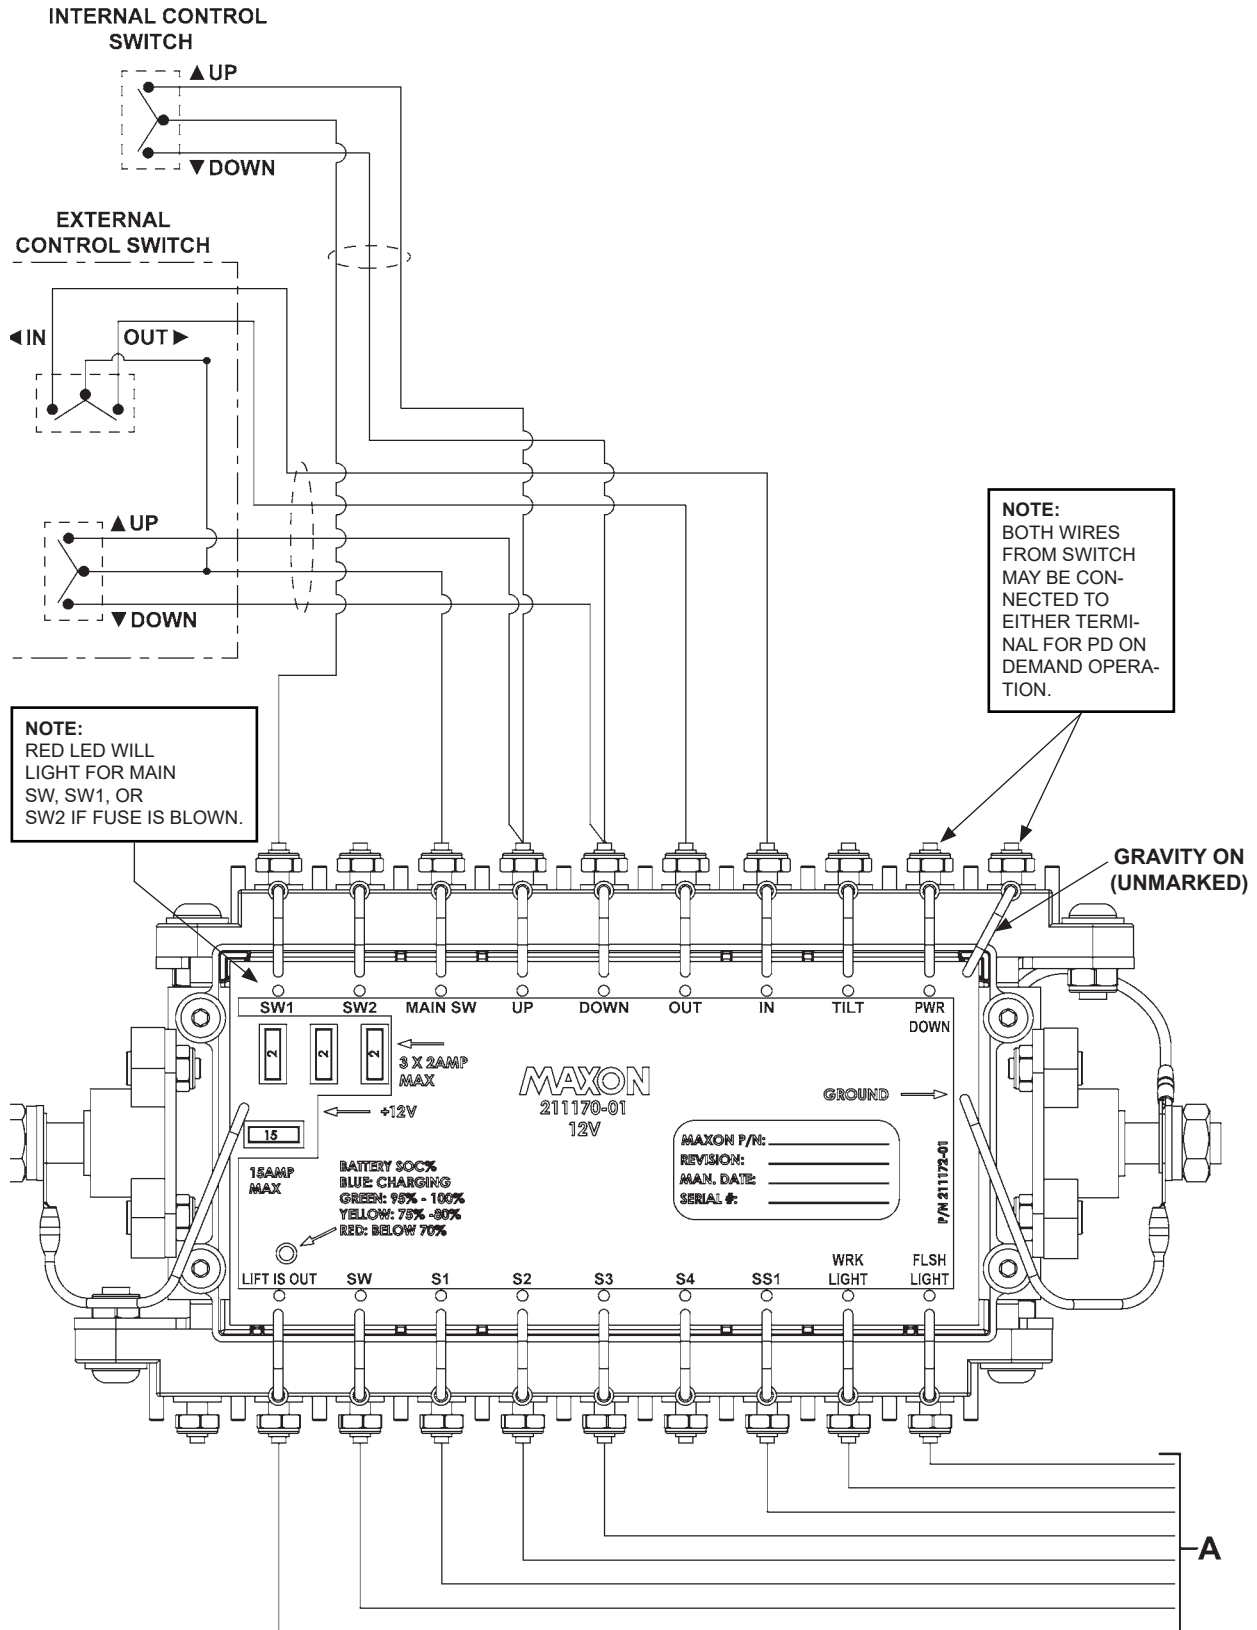 INTERNAL CONTROL
SWITCH
▲UP
▼DOWN
EXTERNAL
CONTROL SWITCH
◀IN
OUT▶
▲UP
▼DOWN
NOTE:
BOTH WIRES
FROM SWITCH
MAY BE CON-
NECTED TO
EITHER TERMI-
NAL FOR PD ON
DEMAND OPERA-
TION.
NOTE:
RED LED WILL
LIGHT FOR MAIN
SW, SW1, OR
SW2 IF FUSE IS BLOWN.
GRAVITY ON
(UNMARKED)
SW1 SW2 MAIN SW UP DOWN OUT IN TILT PWR
DOWN
2 2 2
3 X 2AMP
MAX
+12V
15
15AMP
MAX
MAXON
211170-01
12V
GROUND
MAXON P/N:
REVISION:
MAN. DATE:
SERIAL #:
P/N 211172-01
BATTERY SOC%
BLUE: CHARGING
GREEN: 95% - 100%
YELLOW: 75% -80%
RED: BELOW 70%
LIFT IS OUT SW S1 S2 S3 S4 SS1 WRK
LIGHT
FLSH
LIGHT
A